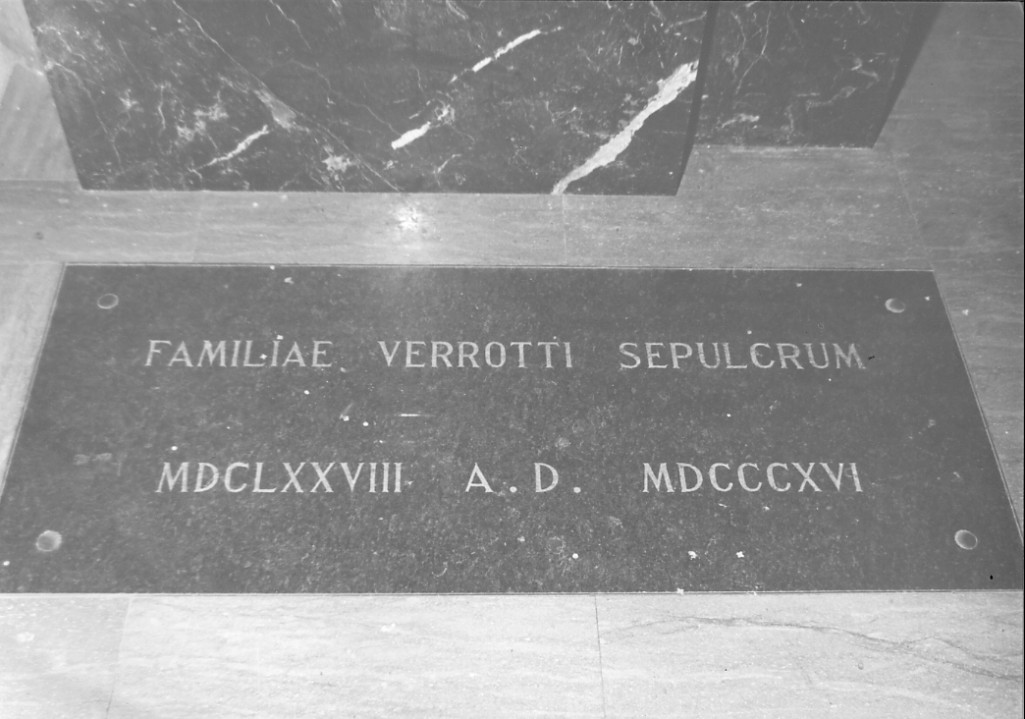 FAMILIAE VERROTTI SEPULCRUM
MDCLXXVIII A.D. MDCCCXVI